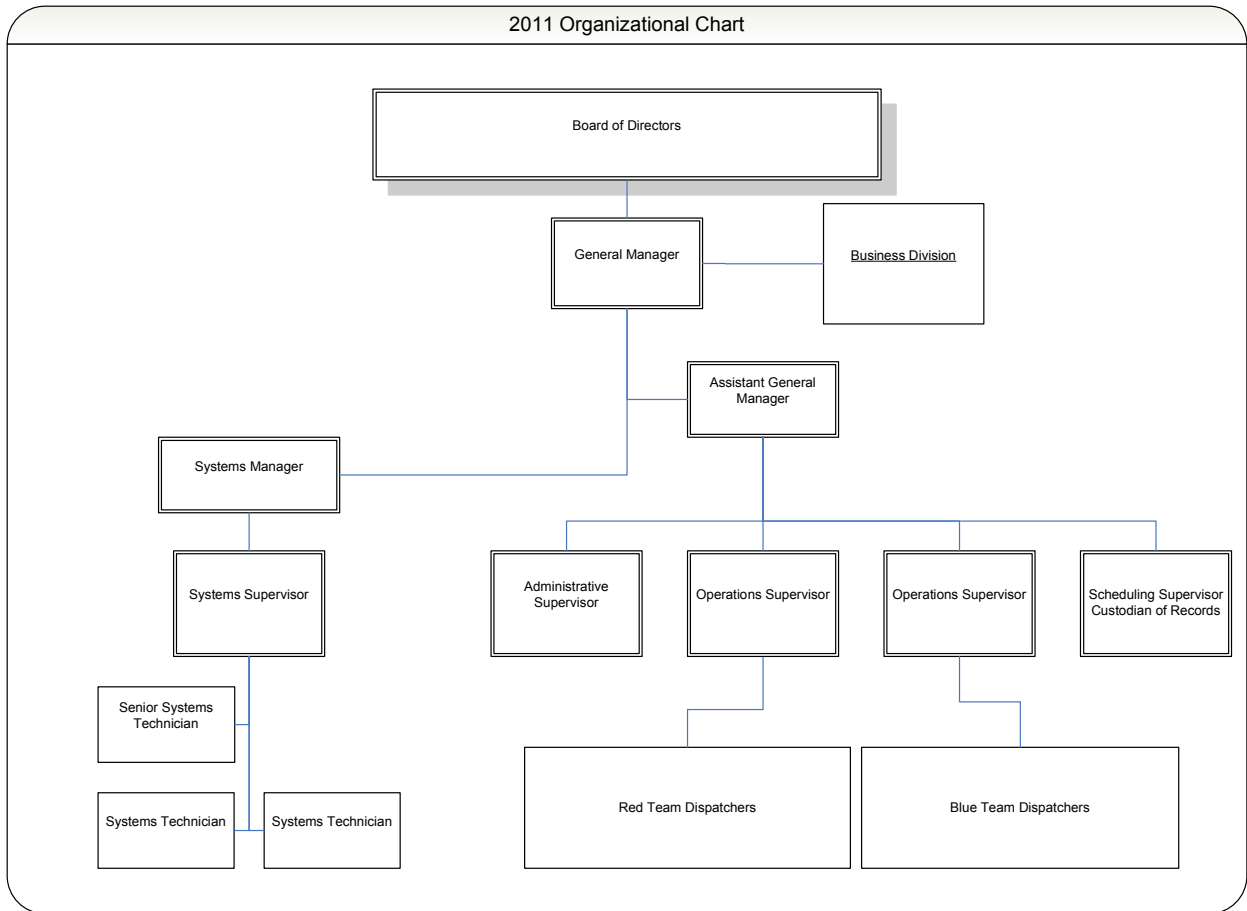 2011 Organizational Chart
Board of Directors
General Manager
Business Division
Assistant General
Manager
Systems Manager
Systems Supervisor
Administrative
Supervisor
Operations Supervisor
Operations Supervisor
Scheduling Supervisor
Custodian of Records
Senior Systems
Technician
Systems Technician
Systems Technician
Red Team Dispatchers
Blue Team Dispatchers